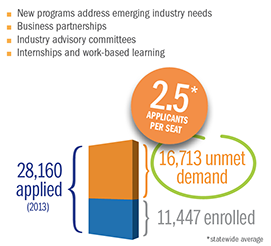 New programs address emerging industry needs
Business partnerships
Industry advisory committees
Internships and work-based learning
2.5*
APPLICANTS
PER SEAT
28,160
applied
(2013)
16,713 unmet
demand
11,447 enrolled
*statewide average